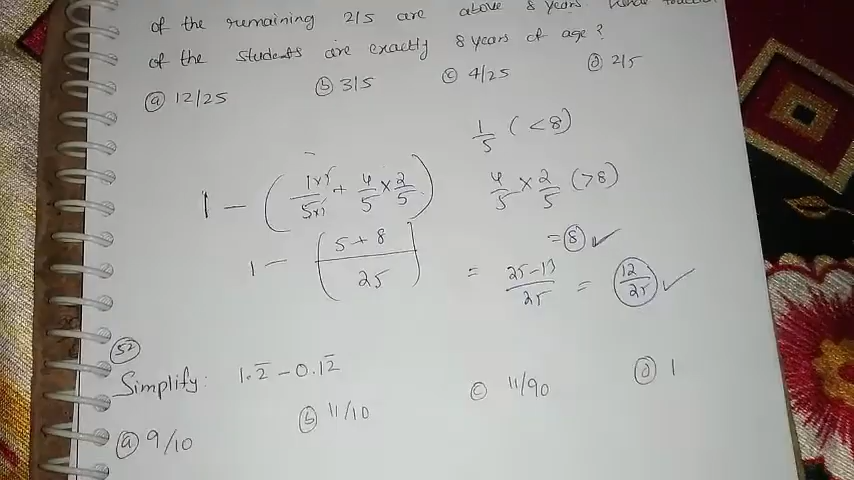 of the remaining 2/5 are above 8 years
of the students are exactly 8 years of age?
ⓐ 12/25 ⓑ 3/5 ⓒ 4/25 ⓓ 2/5
1/5 (<8)
1 - (1×5/5×5 + 4/5 × 2/5) 4/5 × 2/5 (>8)
= 8 ✓
1 - (5+8/25) = 25-13/25 = 12/25 ✓
52
Simplify: 1.2̅ - 0.12̅
ⓐ 9/10 ⓑ 11/10 ⓒ 11/90 ⓓ 1